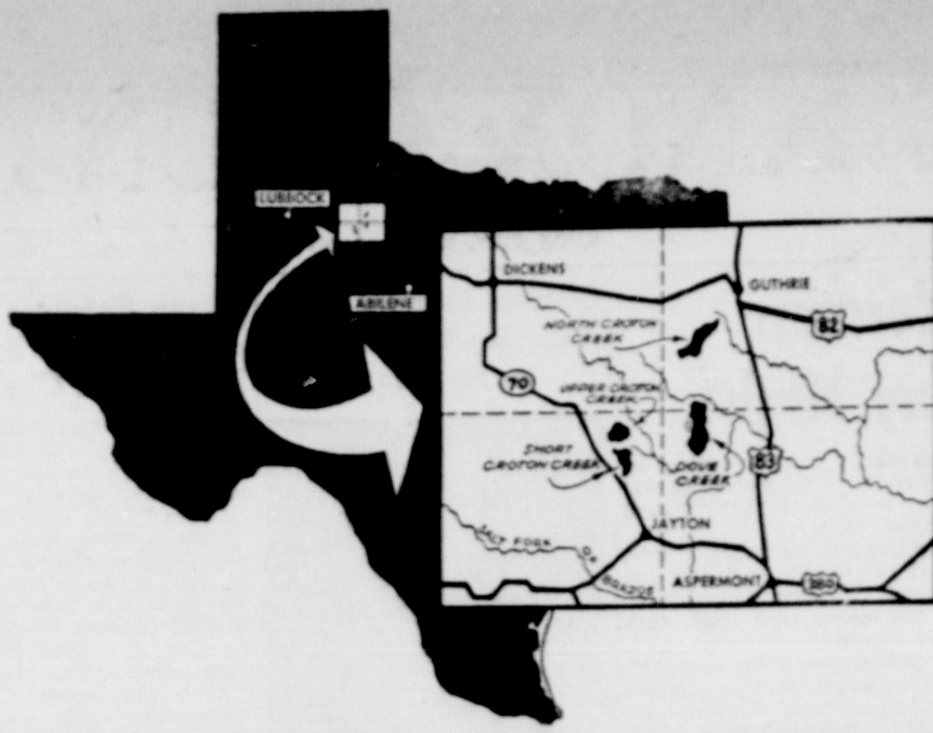 LUBBOCK
ABILENE
DICKENS
GUTHRIE
82
NORTH CROTON
CREEK
70
UPPER CROTON
CREEK
SHORT
CROTON CREEK
DOVE
CREEK
83
JAYTON
SALT FORK OF BRAZOS
ASPERMONT
380